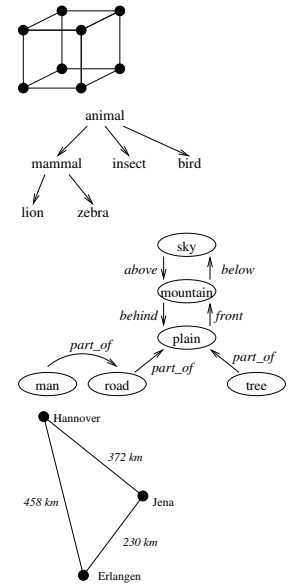 animal
mammal insect bird
lion zebra
sky
above below
mountain
behind front
plain
part_of part_of part_of
man road tree
Hannover
372 km
458 km Jena
230 km
Erlangen